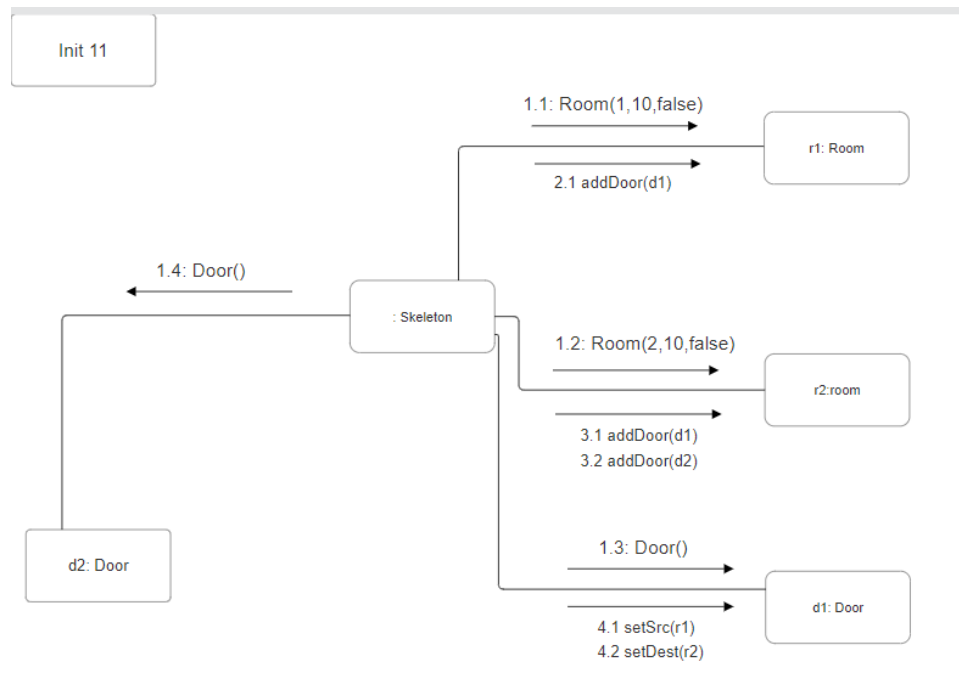 Init 11
1.1: Room(1,10,false)
r1: Room
2.1 addDoor(d1)
1.4: Door()
: Skeleton
1.2: Room(2,10,false)
r2:room
3.1 addDoor(d1)
3.2 addDoor(d2)
1.3: Door()
d2: Door
d1: Door
4.1 setSrc(r1)
4.2 setDest(r2)